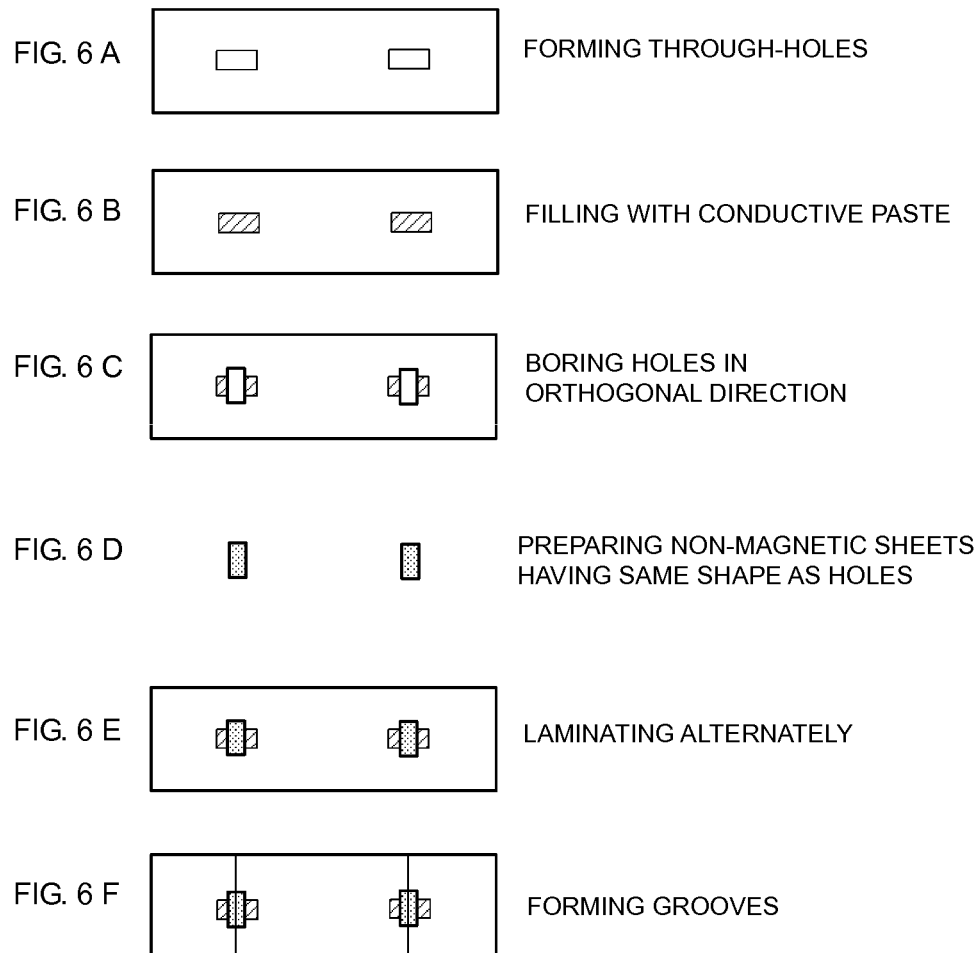 FIG. 6 A
FORMING THROUGH-HOLES
FIG. 6 B
FILLING WITH CONDUCTIVE PASTE
FIG. 6 C
BORING HOLES IN
ORTHOGONAL DIRECTION
FIG. 6 D
PREPARING NON-MAGNETIC SHEETS
HAVING SAME SHAPE AS HOLES
FIG. 6 E
LAMINATING ALTERNATELY
FIG. 6 F
FORMING GROOVES